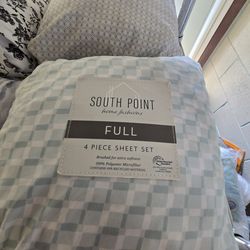 SOUTH POINT
home fashions
FULL
4 PIECE SHEET SET
Brushed for extra softness
100% Polyester Microfiber